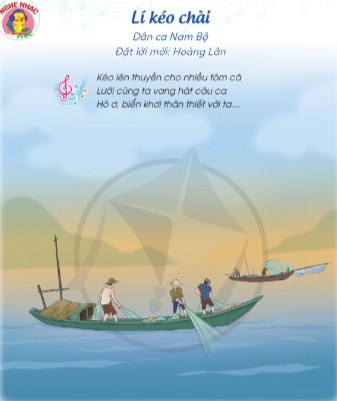 NGHE NHẠC
Lí kéo chài
Dân ca Nam Bộ
Đặt lời mới: Hoàng Lân
Kéo lên thuyền cho nhiều tôm cá
Lưới cùng ta vang hát câu ca
Hò ơ, biển khơi thân thiết với ta...